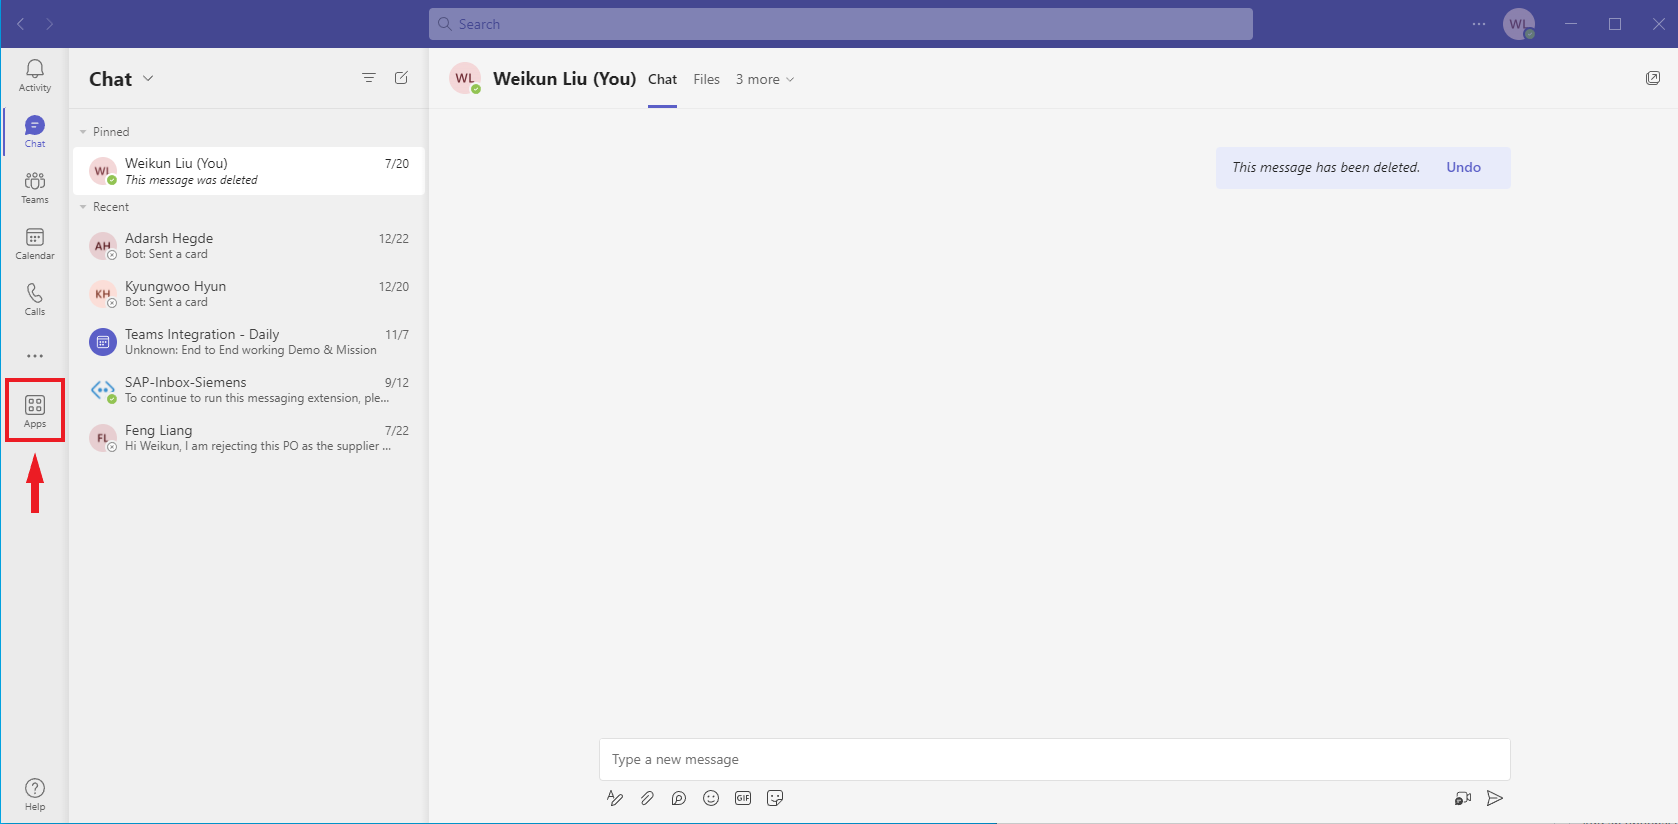 Search
WL
Activity
Chat
Teams
Calendar
Calls
Apps
Help
Chat
Pinned
WL
Weikun Liu (You)
7/20
This message was deleted
Recent
AH
Adarsh Hegde
12/22
Bot: Sent a card
KH
Kyungwoo Hyun
12/20
Bot: Sent a card
Teams Integration - Daily
11/7
Unknown: End to End working Demo & Mission
SAP-Inbox-Siemens
9/12
To continue to run this messaging extension, ple...
FL
Feng Liang
7/22
Hi Weikun, I am rejecting this PO as the supplier ...
WL
Weikun Liu (You)
Chat
Files
3 more
This message has been deleted.
Undo
Type a new message
GIF